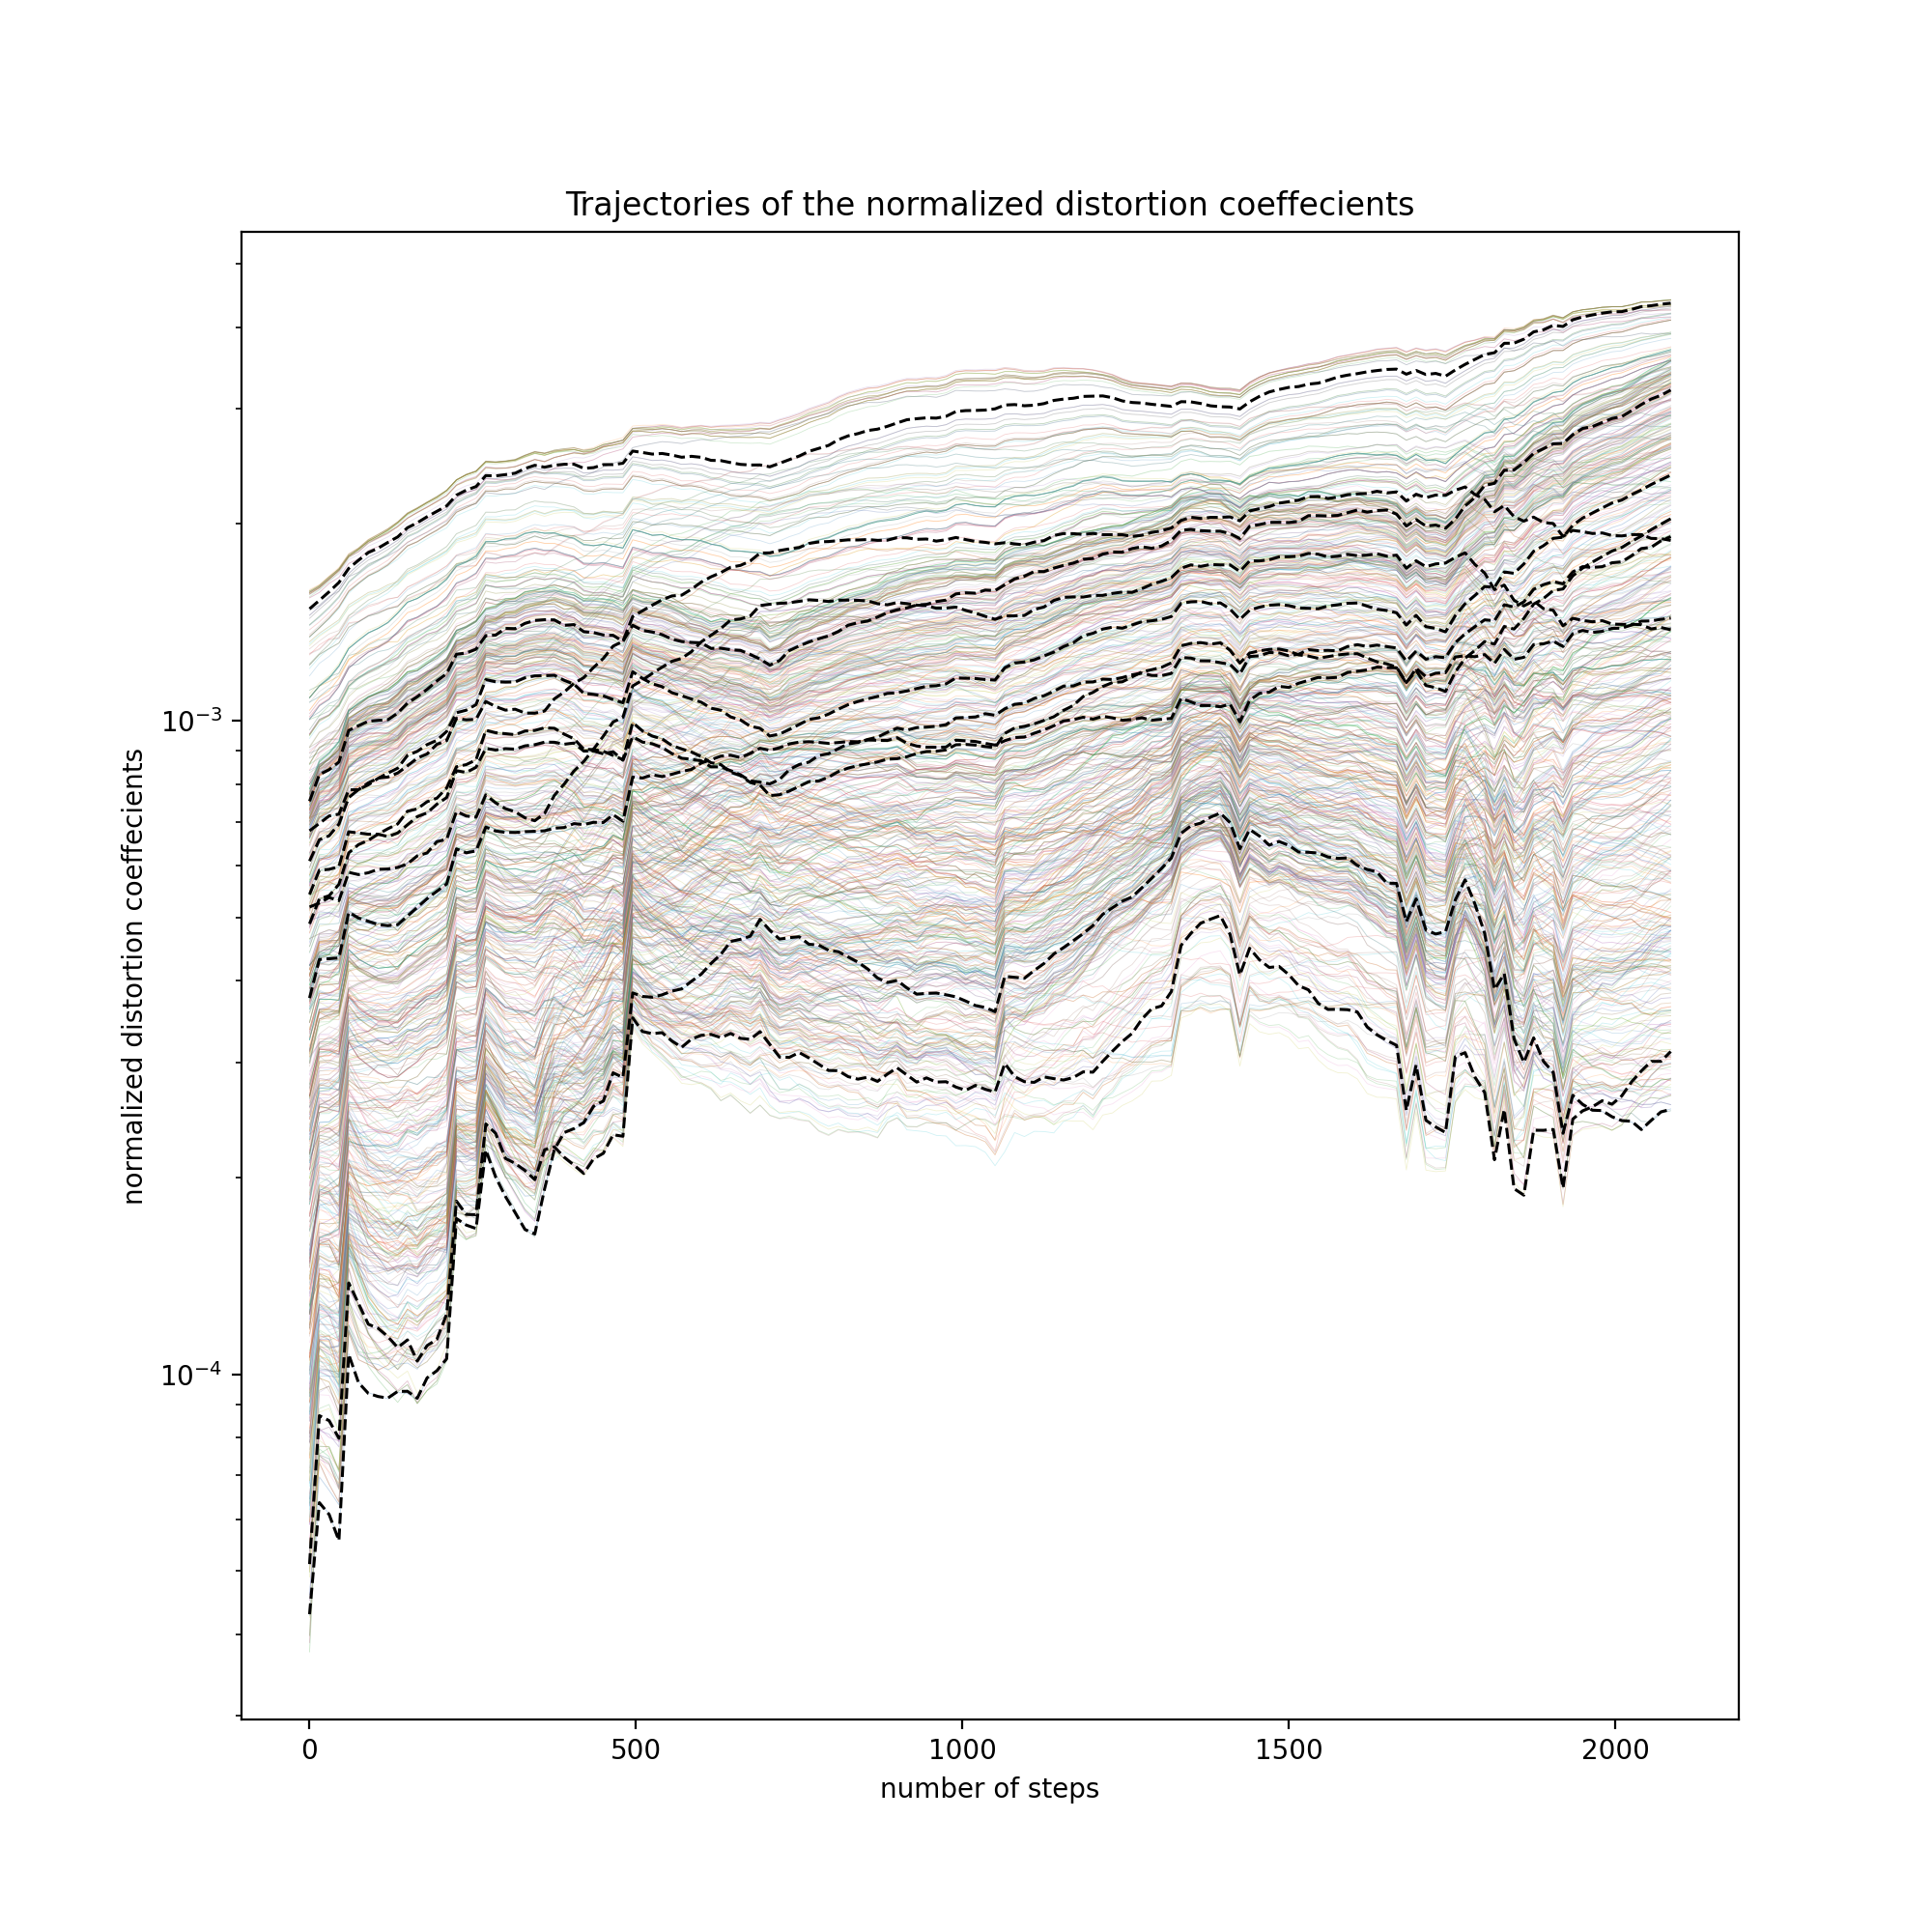 Trajectories of the normalized distortion coeffecients
normalized distortion coeffecients
10⁻³
10⁻⁴
0 500 1000 1500 2000
number of steps